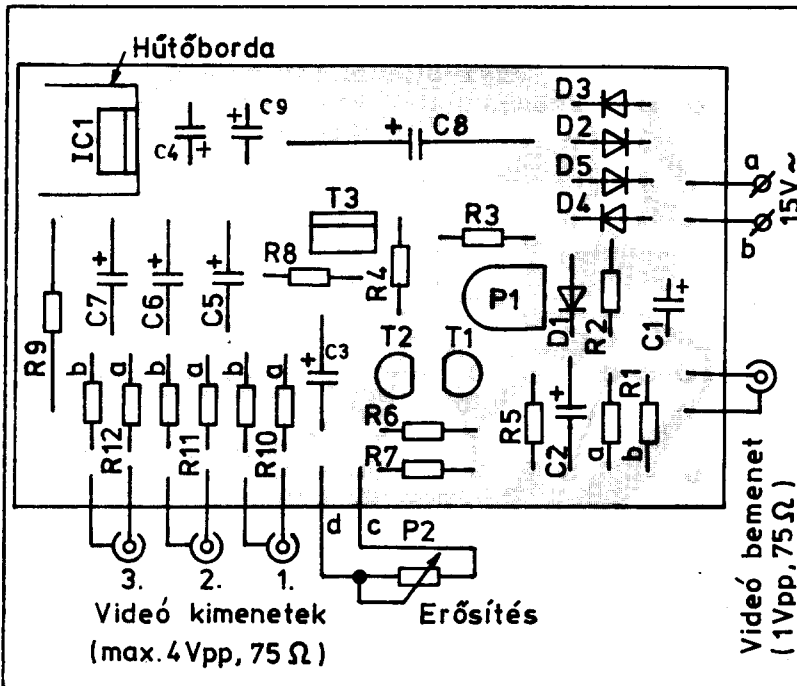 Hűtőborda
IC1
C4
C9
C8
D3
D2
D5
D4
a
b
15V~
T3
R3
R8
R4
P1
D1
R2
C1
C7
C6
C5
R9
C3
T2
T1
b
a
b
a
b
a
R12
R11
R10
R6
R7
R5
C2
a
b
R1
d
c
P2
3.
2.
1.
Erősítés
Videó kimenetek
(max. 4Vpp, 75Ω)
Videó bemenet
(1Vpp, 75Ω)